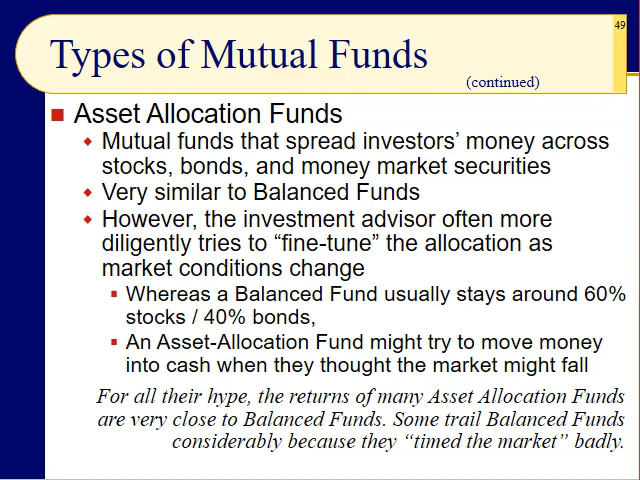 49
Types of Mutual Funds
(continued)
Asset Allocation Funds
Mutual funds that spread investors’ money across
stocks, bonds, and money market securities
Very similar to Balanced Funds
However, the investment advisor often more
diligently tries to “fine-tune” the allocation as
market conditions change
Whereas a Balanced Fund usually stays around 60%
stocks / 40% bonds,
An Asset-Allocation Fund might try to move money
into cash when they thought the market might fall
For all their hype, the returns of many Asset Allocation Funds
are very close to Balanced Funds. Some trail Balanced Funds
considerably because they “timed the market” badly.